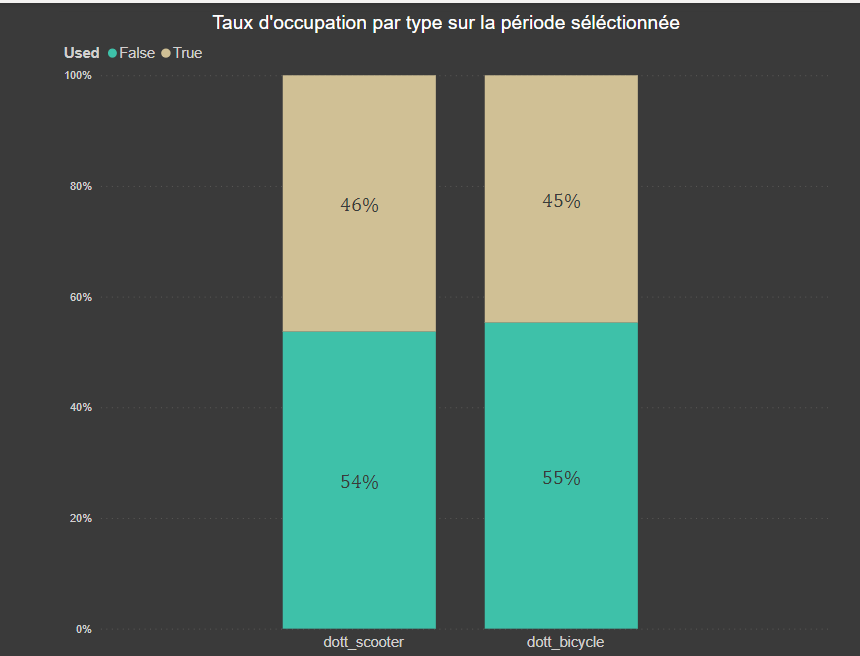 Taux d'occupation par type sur la période séléctionnée
Used False True
100%
80%
60%
40%
20%
0%
46%
45%
54%
55%
dott_scooter
dott_bicycle